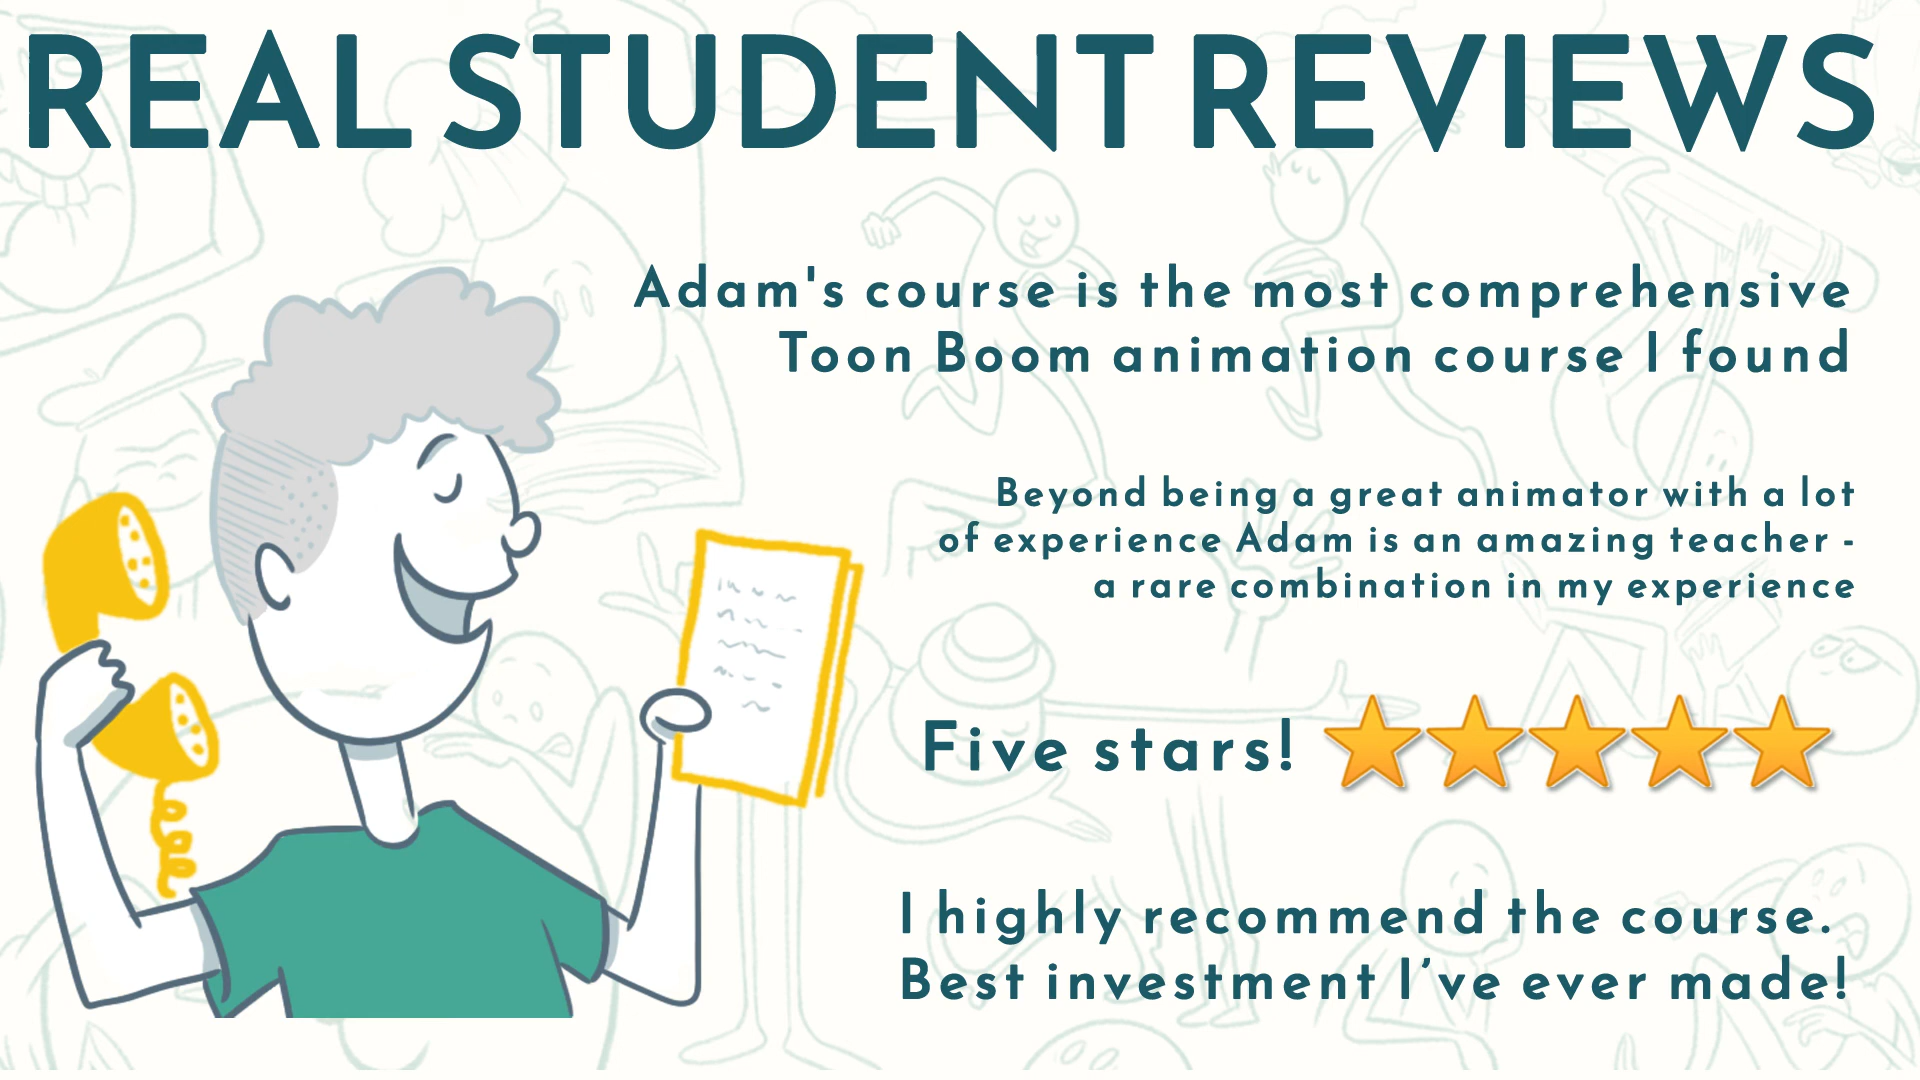 REAL STUDENT REVIEWS
Adam's course is the most comprehensive
Toon Boom animation course I found
Beyond being a great animator with a lot
of experience Adam is an amazing teacher -
a rare combination in my experience
Five stars!
I highly recommend the course.
Best investment I’ve ever made!